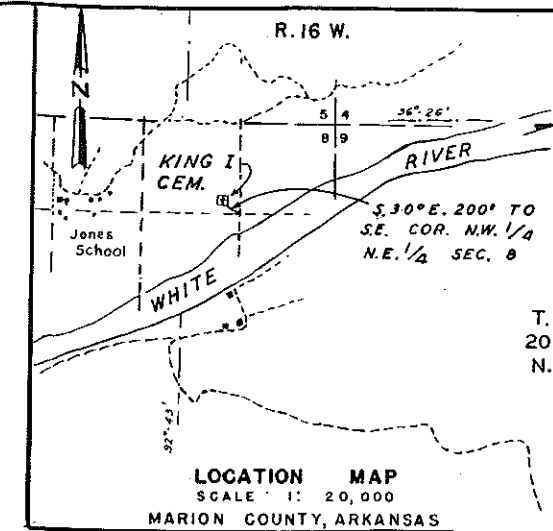 R. 16 W.
N
5 4
8 9
36°-26'
KING I
CEM.
RIVER
S. 30° E. 200' TO
S.E. COR. N.W. 1/4
N.E. 1/4 SEC. 8
Jones
School
WHITE
T.
20
N.
92°-43'
LOCATION MAP
SCALE 1: 20,000
MARION COUNTY, ARKANSAS